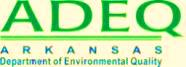 ADEQ
ARKANSAS
Department of Environmental Quality